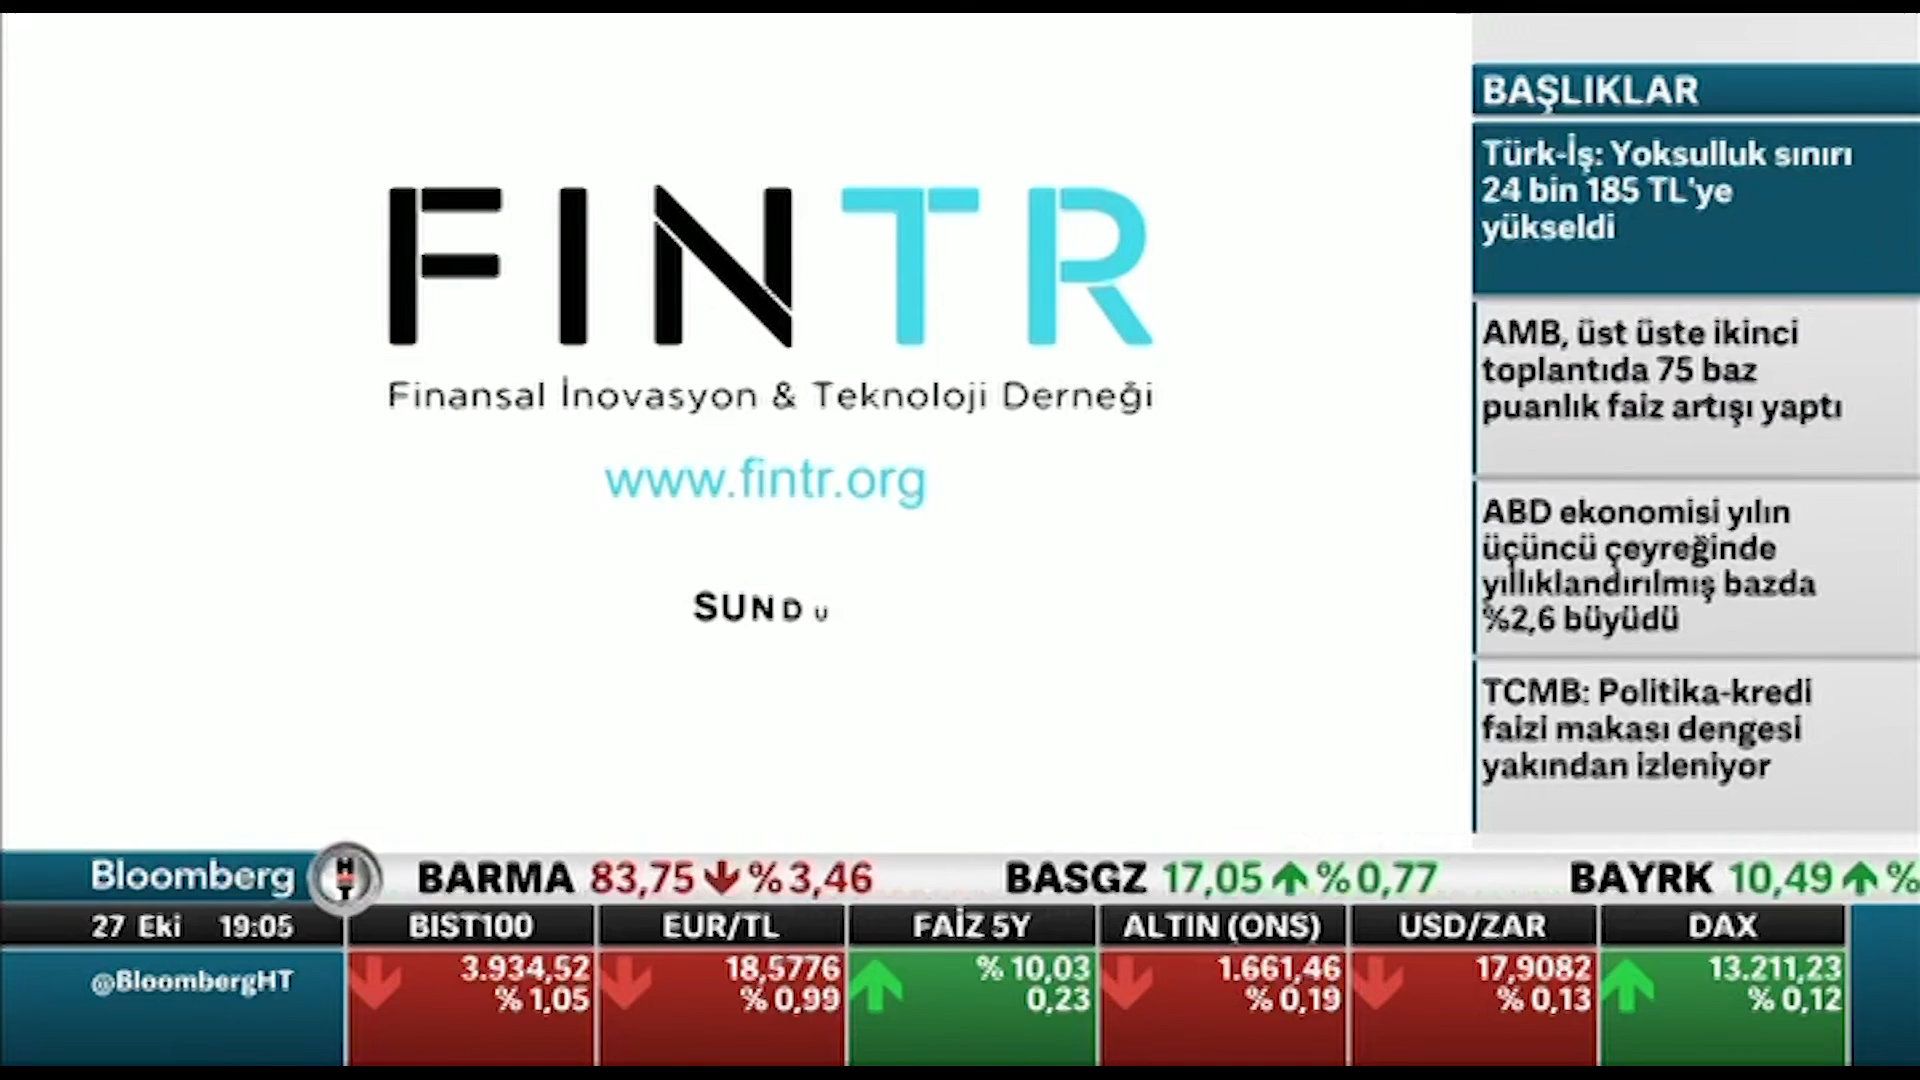 FINTR
Finansal İnovasyon & Teknoloji Derneği
www.fintr.org
SUNDU
BAŞLIKLAR
Türk-İş: Yoksulluk sınırı
24 bin 185 TL'ye
yükseldi
AMB, üst üste ikinci
toplantıda 75 baz
puanlık faiz artışı yaptı
ABD ekonomisi yılın
üçüncü çeyreğinde
yıllıklandırılmış bazda
%2,6 büyüdü
TCMB: Politika-kredi
faizi makası dengesi
yakından izleniyor
Bloomberg HT BARMA 83,75 %3,46 BASGZ 17,05 %0,77 BAYRK 10,49 %
27 Eki 19:05 BIST100 EUR/TL FAİZ 5Y ALTIN (ONS) USD/ZAR DAX
3.934,52 18,5776 % 10,03 1.661,46 17,9082 13.211,23
@BloombergHT % 1,05 % 0,99 0,23 % 0,19 % 0,13 % 0,12